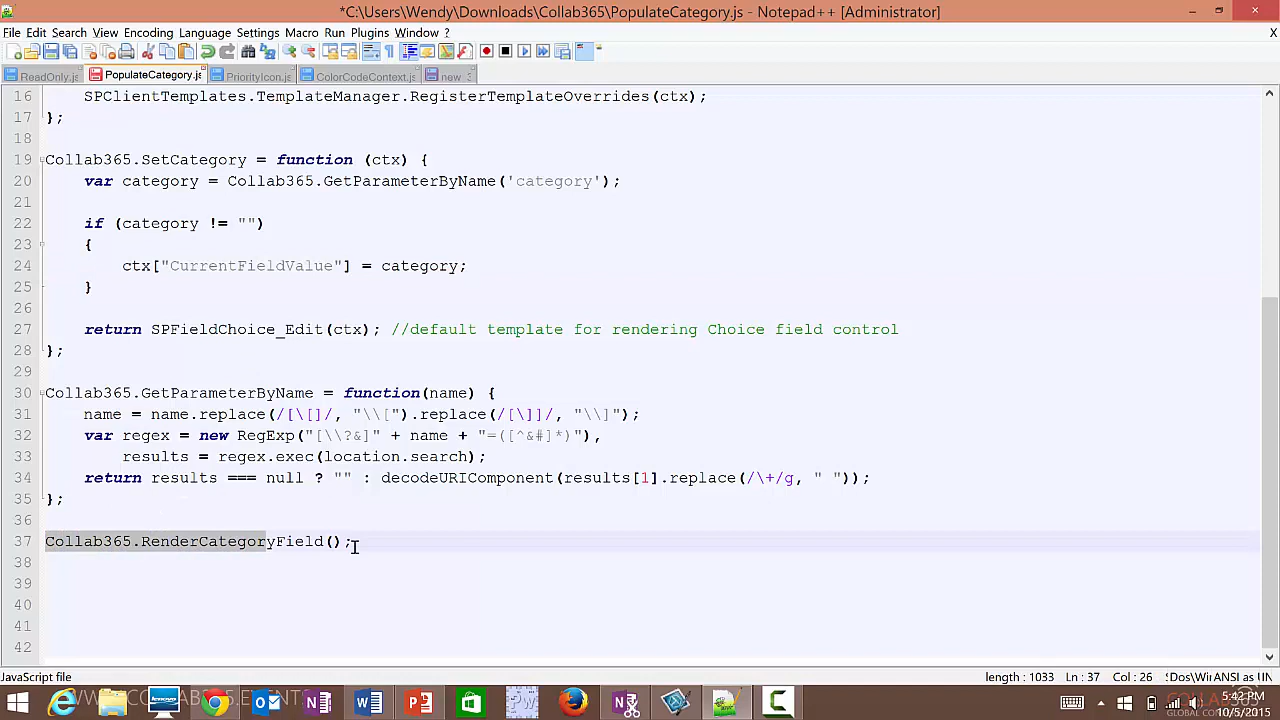 *C:\Users\Wendy\Downloads\Collab365\PopulateCategory.js - Notepad++ [Administrator]
File Edit Search View Encoding Language Settings Macro Run Plugins Window ? X
ReadOnly.js PopulateCategory.js PriorityIcon.js ColorCodeContext.js new
16 SPClientTemplates.TemplateManager.RegisterTemplateOverrides(ctx);
17 };
18
19 Collab365.SetCategory = function (ctx) {
20 var category = Collab365.GetParameterByName('category');
21
22 if (category != "")
23 {
24 ctx["CurrentFieldValue"] = category;
25 }
26
27 return SPFieldChoice_Edit(ctx); //default template for rendering Choice field control
28 };
29
30 Collab365.GetParameterByName = function(name) {
31 name = name.replace(/[\[]/, "\\[").replace(/[\]]/, "\\]");
32 var regex = new RegExp("[\\?&]" + name + "=([^&#]*)"),
33 results = regex.exec(location.search);
34 return results === null ? "" : decodeURIComponent(results[1].replace(/\+/g, " "));
35 };
36
37 Collab365.RenderCategoryField();
38
39
40
41
42
JavaScript file length : 1033 Ln : 37 Col : 26
5:42 PM
10/5/2015